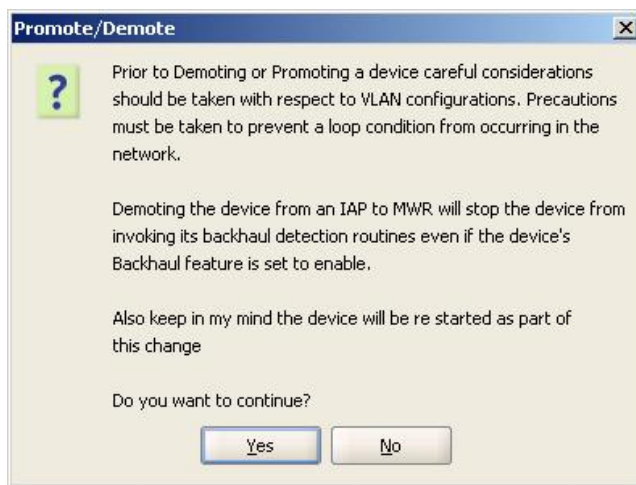 Promote/Demote
Prior to Demoting or Promoting a device careful considerations
should be taken with respect to VLAN configurations. Precautions
must be taken to prevent a loop condition from occurring in the
network.
Demoting the device from an IAP to MWR will stop the device from
invoking its backhaul detection routines even if the device's
Backhaul feature is set to enable.
Also keep in my mind the device will be re started as part of
this change
Do you want to continue?
Yes
No